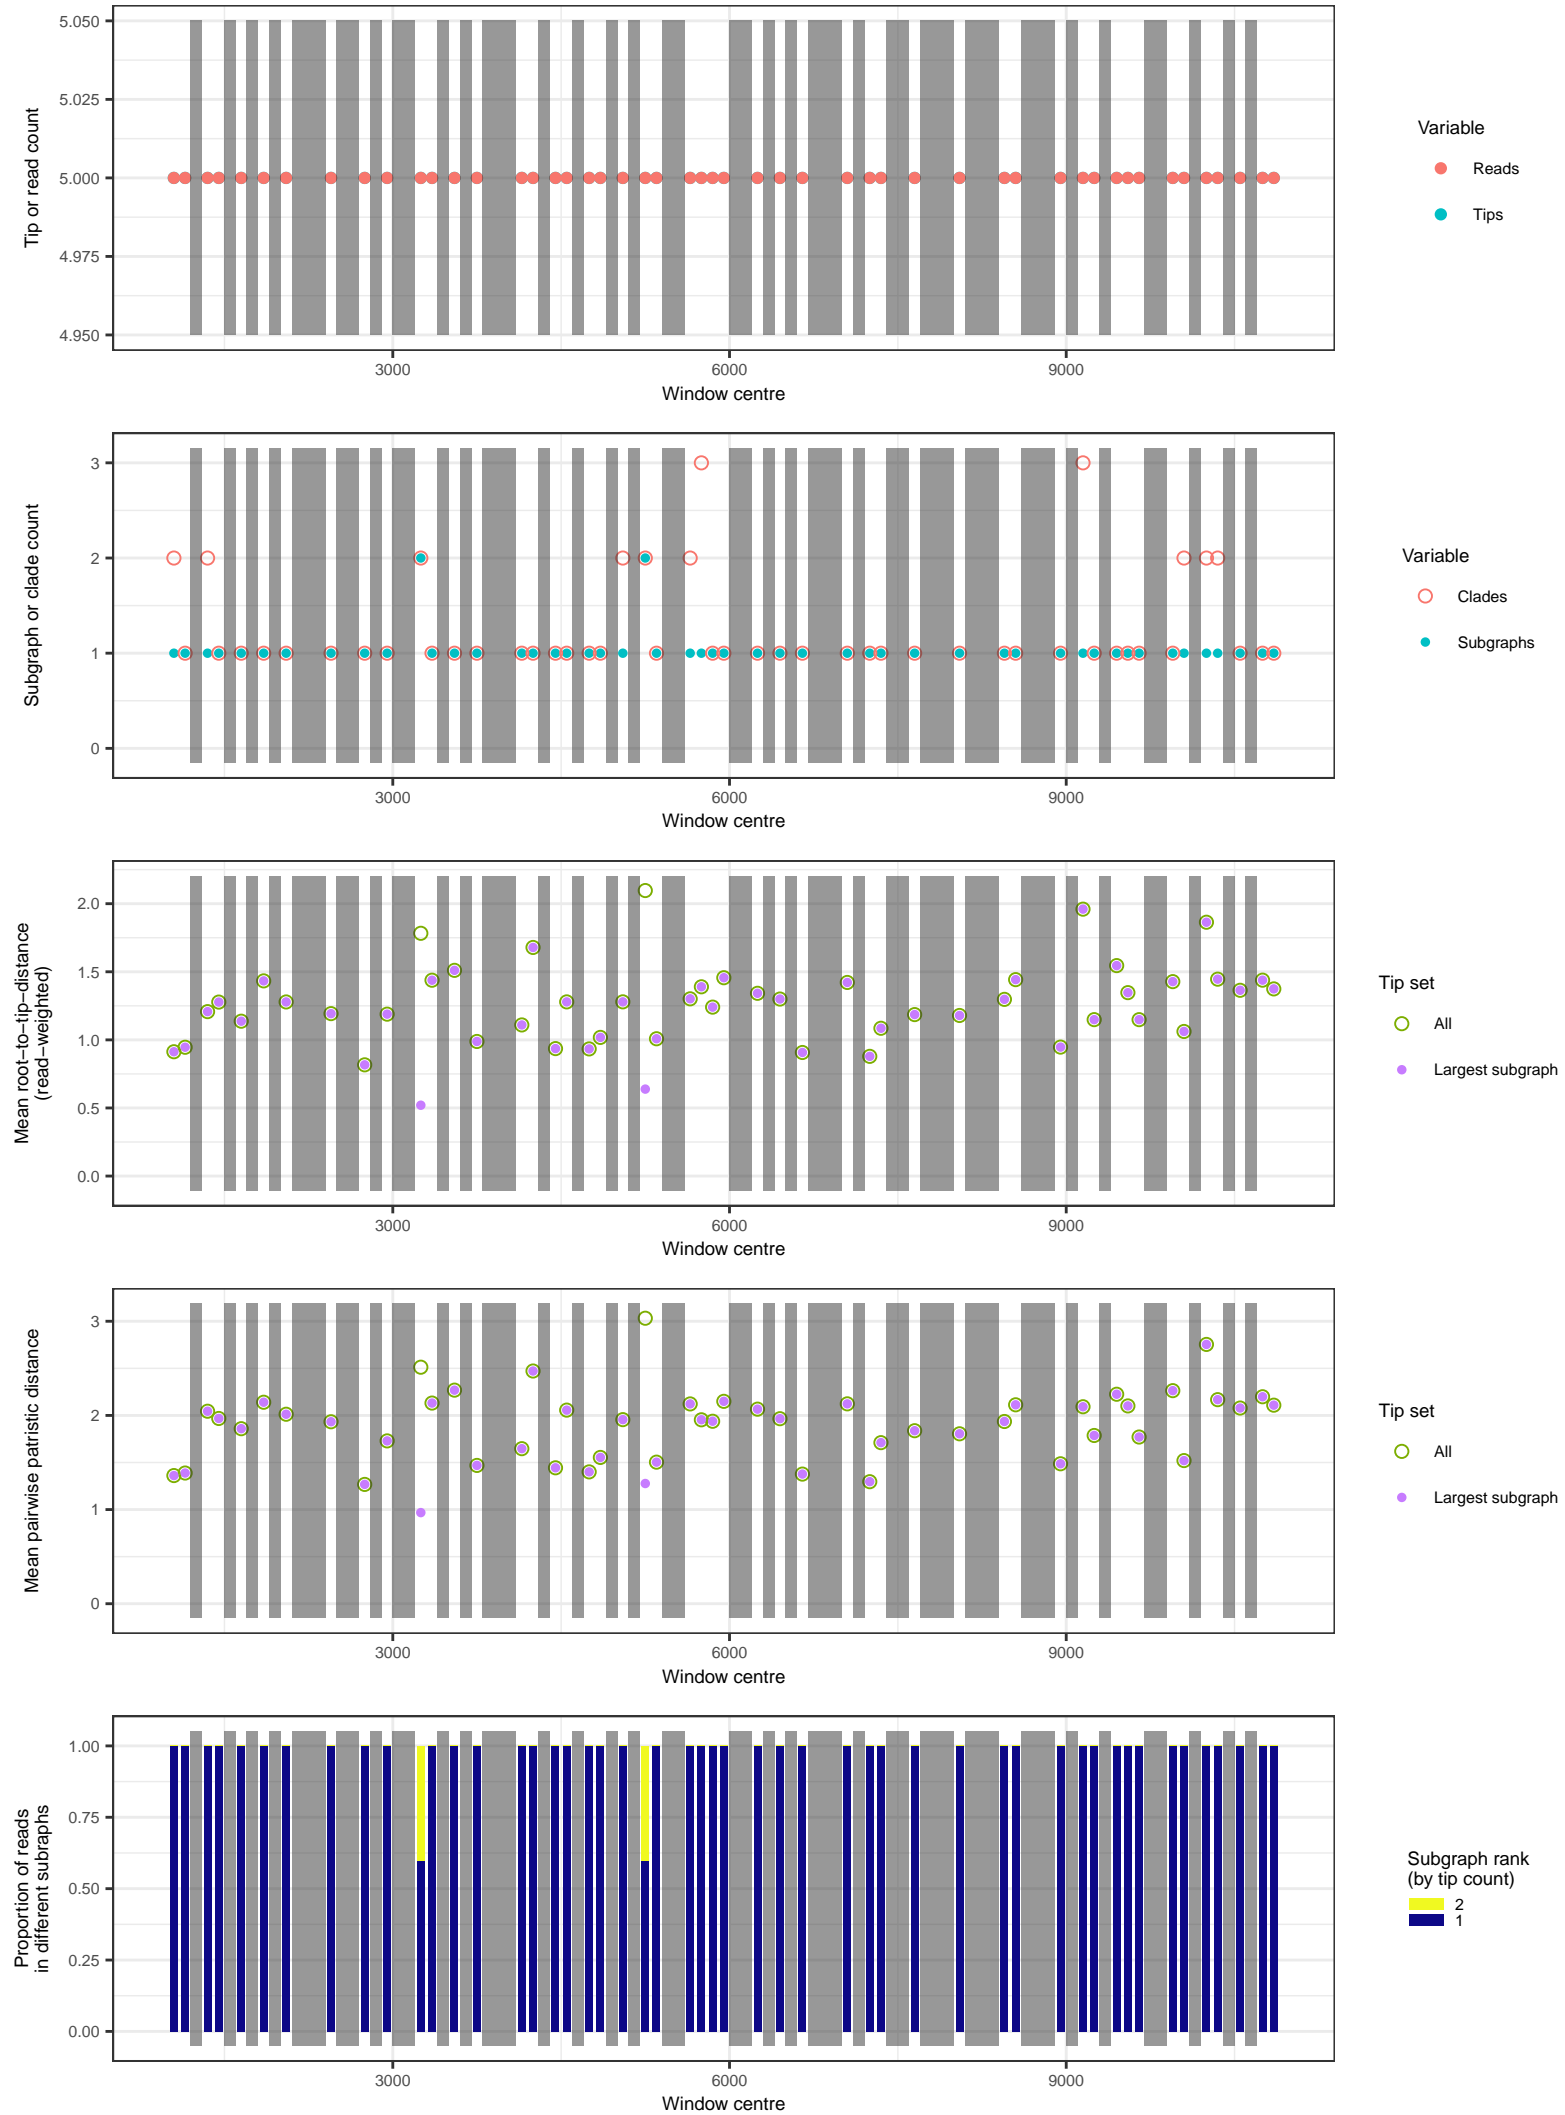 5.050
5.025
5.000
4.975
4.950
Tip or read count
3000 6000 9000
Window centre
Variable
Reads
Tips
3
2
1
0
Subgraph or clade count
3000 6000 9000
Window centre
Variable
Clades
Subgraphs
2.0
1.5
1.0
0.5
0.0
Mean root−to−tip−distance
(read−weighted)
3000 6000 9000
Window centre
Tip set
All
Largest subgraph
3
2
1
0
Mean pairwise patristic distance
3000 6000 9000
Window centre
Tip set
All
Largest subgraph
1.00
0.75
0.50
0.25
0.00
Proportion of reads
in different subraphs
3000 6000 9000
Window centre
Subgraph rank
(by tip count)
2
1